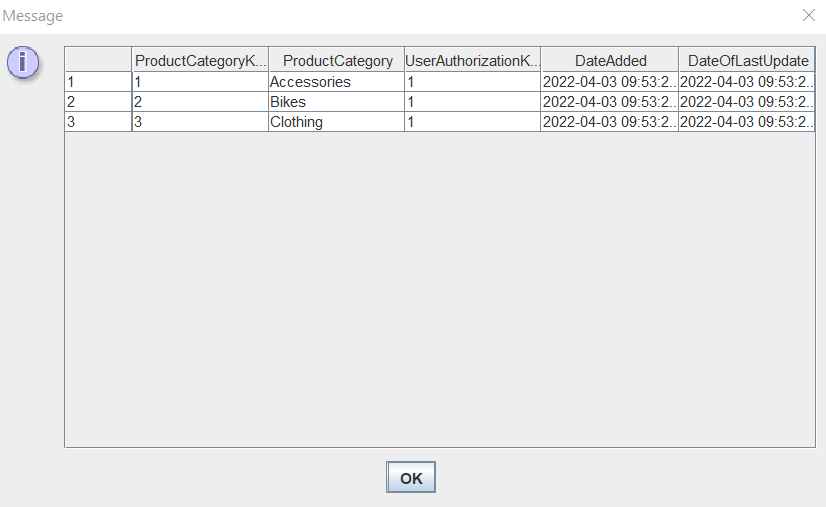 Message
ProductCategoryK... ProductCategory UserAuthorizationK... DateAdded DateOfLastUpdate
1 1 Accessories 1 2022-04-03 09:53:2... 2022-04-03 09:53:2...
2 2 Bikes 1 2022-04-03 09:53:2... 2022-04-03 09:53:2...
3 3 Clothing 1 2022-04-03 09:53:2... 2022-04-03 09:53:2...
OK